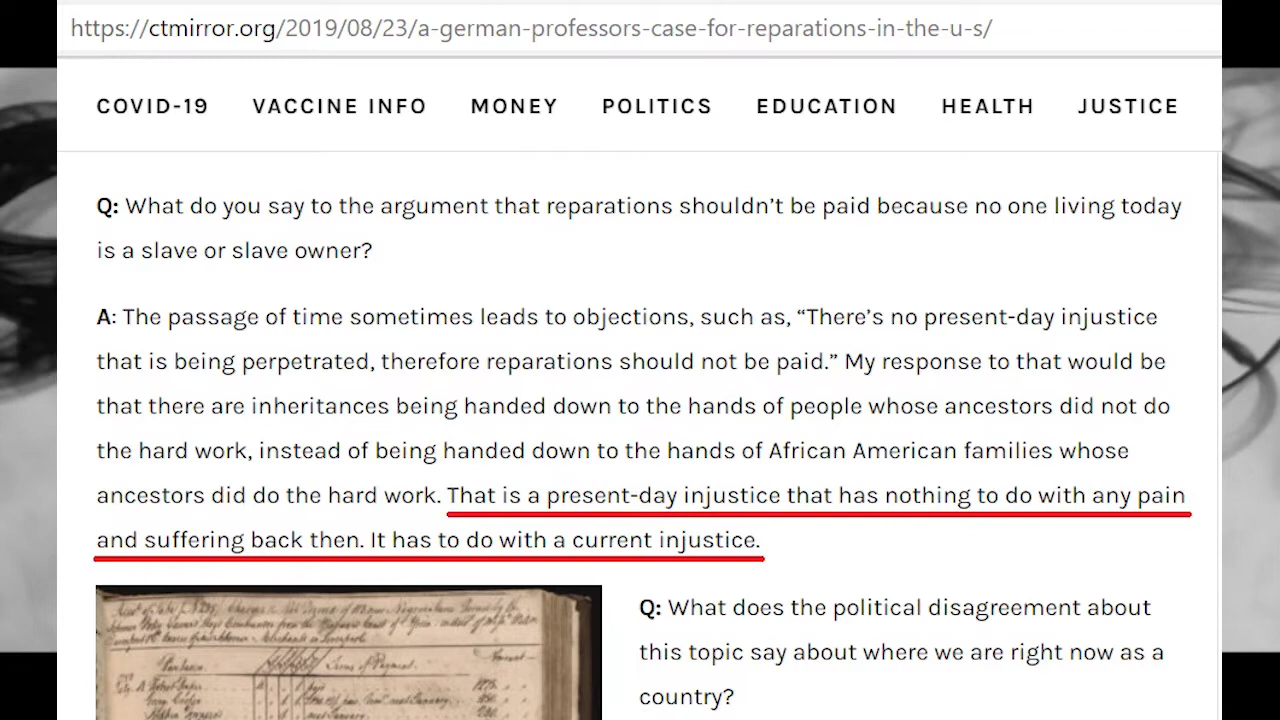 https://ctmirror.org/2019/08/23/a-german-professors-case-for-reparations-in-the-u-s/
COVID-19 VACCINE INFO MONEY POLITICS EDUCATION HEALTH JUSTICE
Q: What do you say to the argument that reparations shouldn’t be paid because no one living today
is a slave or slave owner?
A: The passage of time sometimes leads to objections, such as, “There’s no present-day injustice
that is being perpetrated, therefore reparations should not be paid.” My response to that would be
that there are inheritances being handed down to the hands of people whose ancestors did not do
the hard work, instead of being handed down to the hands of African American families whose
ancestors did do the hard work. That is a present-day injustice that has nothing to do with any pain
and suffering back then. It has to do with a current injustice.
Q: What does the political disagreement about
this topic say about where we are right now as a
country?